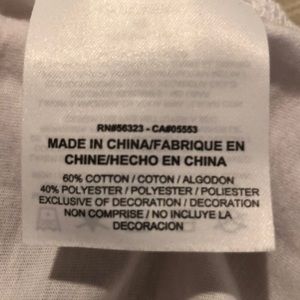 RN#56323 - CA#05553
MADE IN CHINA/FABRIQUE EN
CHINE/HECHO EN CHINA
60% COTTON / COTON / ALGODON
40% POLYESTER / POLYESTER / POLIESTER
EXCLUSIVE OF DECORATION / DECORATION
NON COMPRISE / NO INCLUYE LA
DECORACION